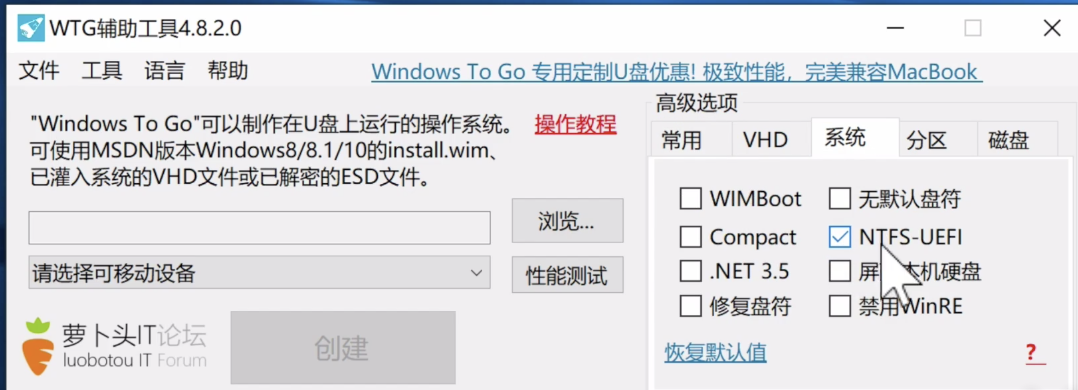 WTG辅助工具4.8.2.0
文件 工具 语言 帮助
Windows To Go 专用定制U盘优惠! 极致性能，完美兼容MacBook
"Windows To Go"可以制作在U盘上运行的操作系统。 操作教程
可使用MSDN版本Windows8/8.1/10的install.wim、
已灌入系统的VHD文件或已解密的ESD文件。
浏览...
请选择可移动设备
性能测试
萝卜头IT论坛
luobotou IT Forum
创建
高级选项
常用 VHD 系统 分区 磁盘
WIMBoot 无默认盘符
Compact NTFS-UEFI
.NET 3.5 屏 本机硬盘
修复盘符 禁用WinRE
恢复默认值 ?